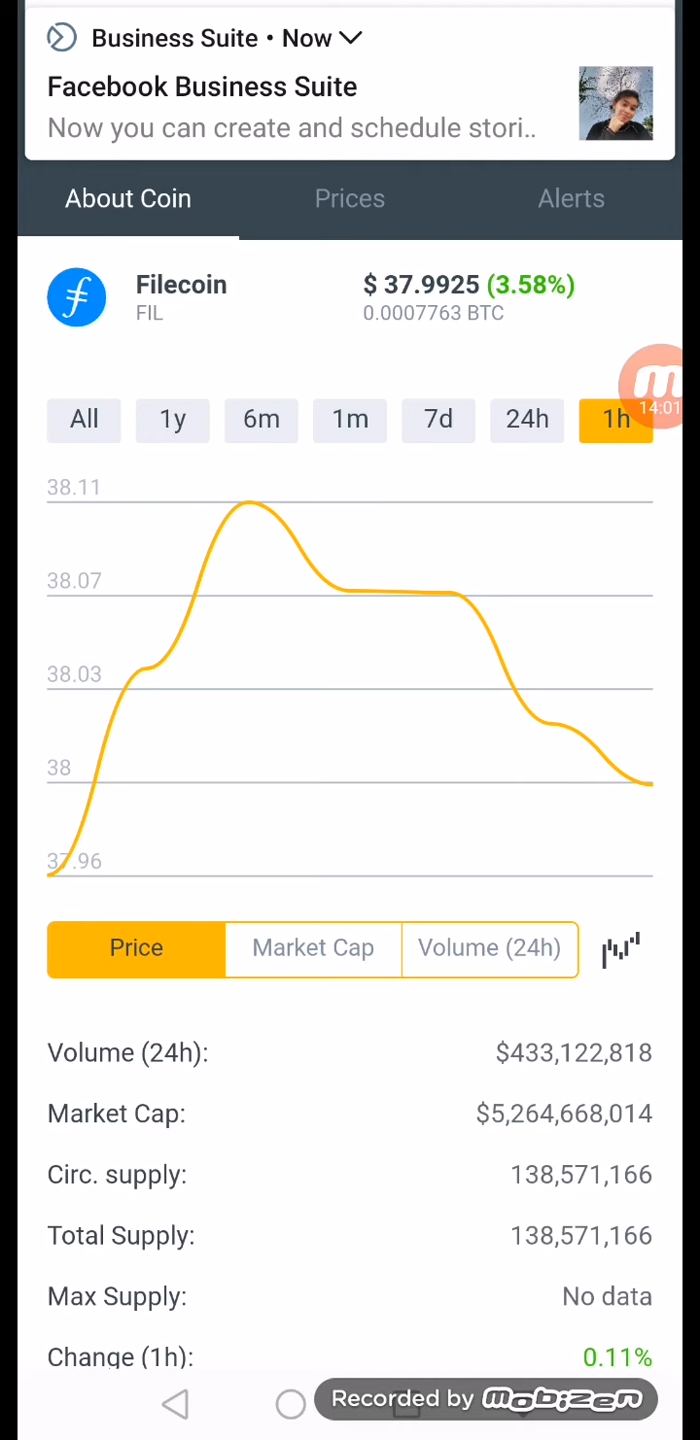 Business Suite • Now
Facebook Business Suite
Now you can create and schedule stori..
About Coin
Prices
Alerts
Filecoin
$ 37.9925 (3.58%)
FIL
0.0007763 BTC
14:01
All
1y
6m
1m
7d
24h
1h
38.11
38.07
38.03
38
37.96
Price
Market Cap
Volume (24h)
Volume (24h):
$433,122,818
Market Cap:
$5,264,668,014
Circ. supply:
138,571,166
Total Supply:
138,571,166
Max Supply:
No data
Change (1h):
0.11%
Recorded by mobizen